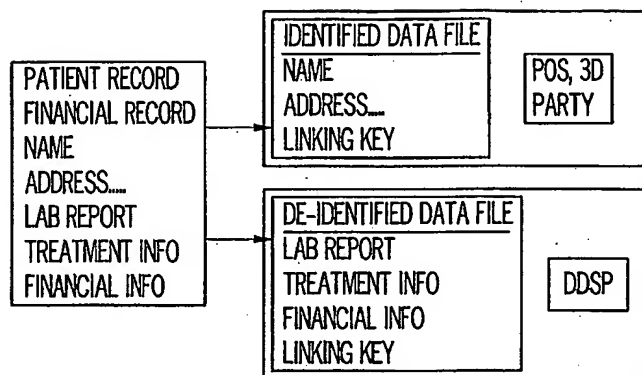 PATIENT RECORD
FINANCIAL RECORD
NAME
ADDRESS.....
LAB REPORT
TREATMENT INFO
FINANCIAL INFO
IDENTIFIED DATA FILE
NAME
ADDRESS....
LINKING KEY
POS, 3D
PARTY
DE-IDENTIFIED DATA FILE
LAB REPORT
TREATMENT INFO
FINANCIAL INFO
LINKING KEY
DDSP